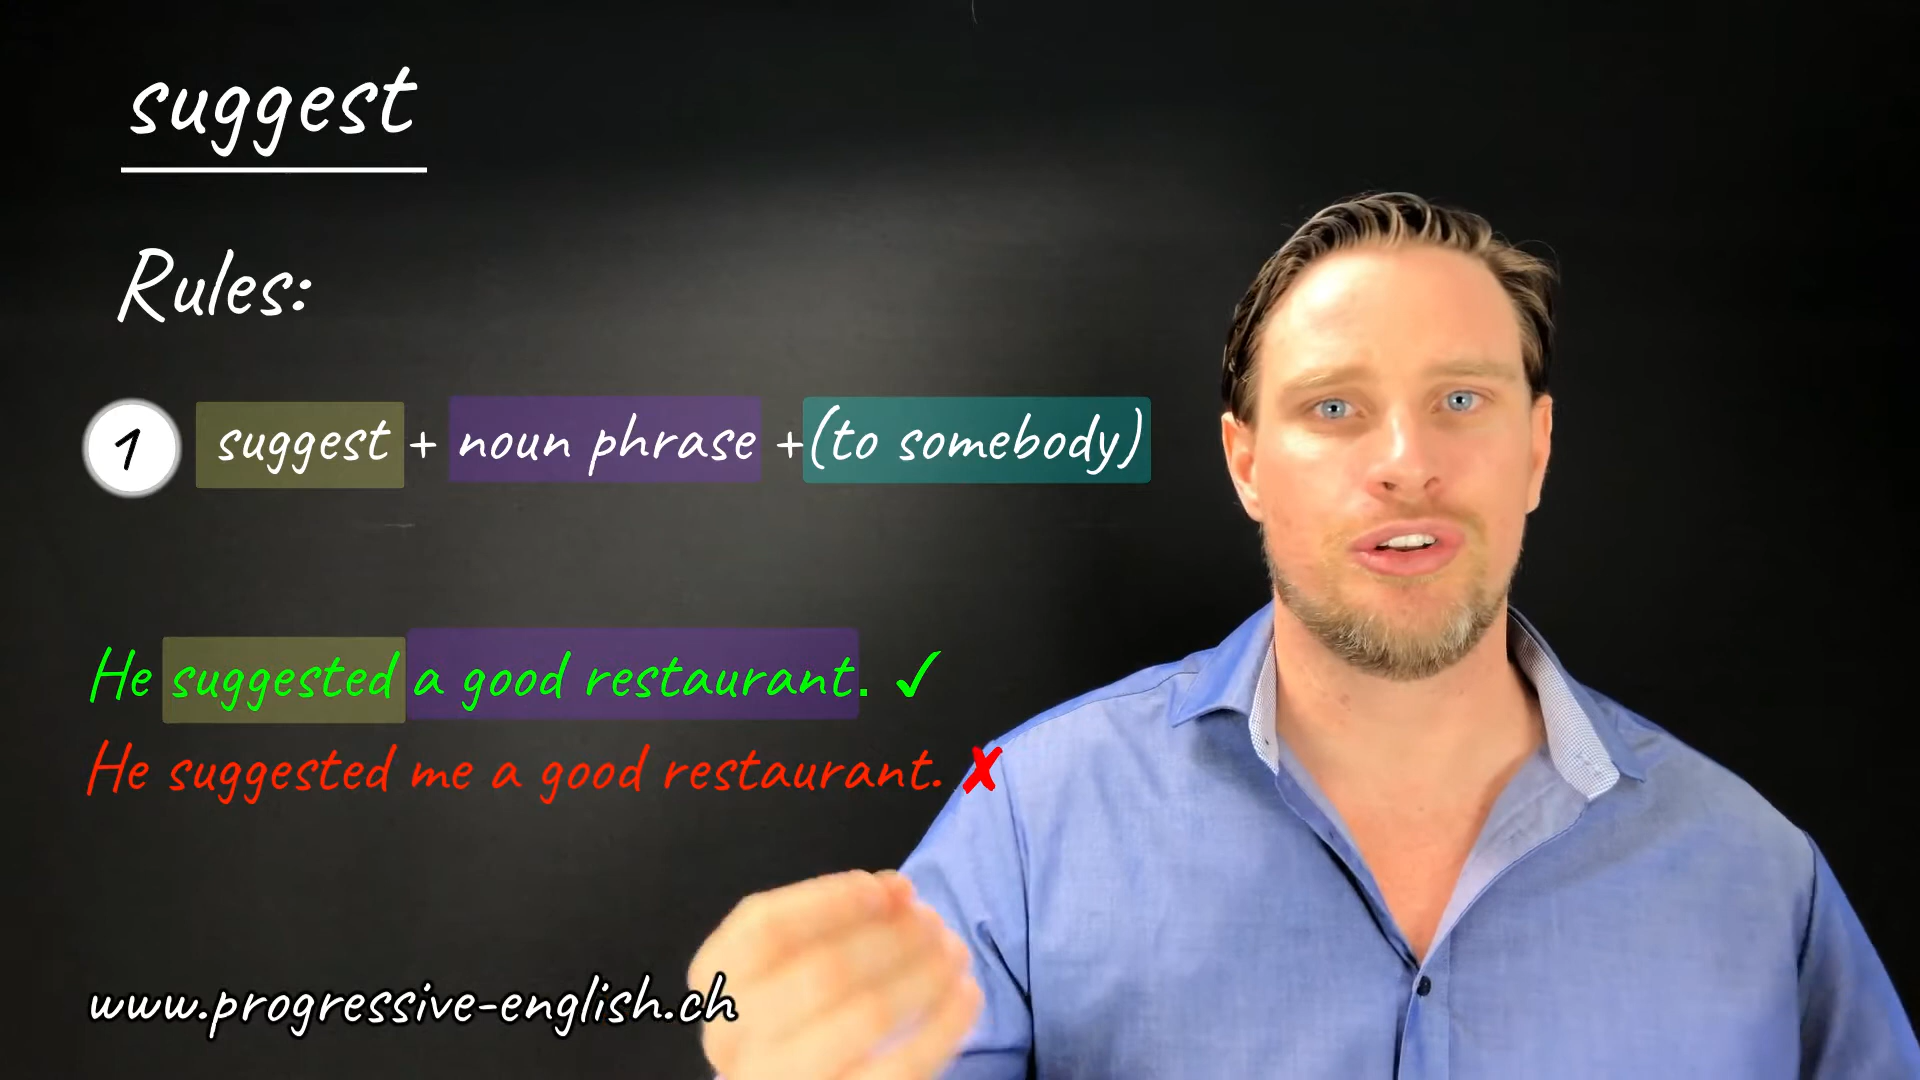 suggest
Rules:
1 suggest + noun phrase +(to somebody)
He suggested a good restaurant. ✓
He suggested me a good restaurant. ✗
www.progressive-english.ch